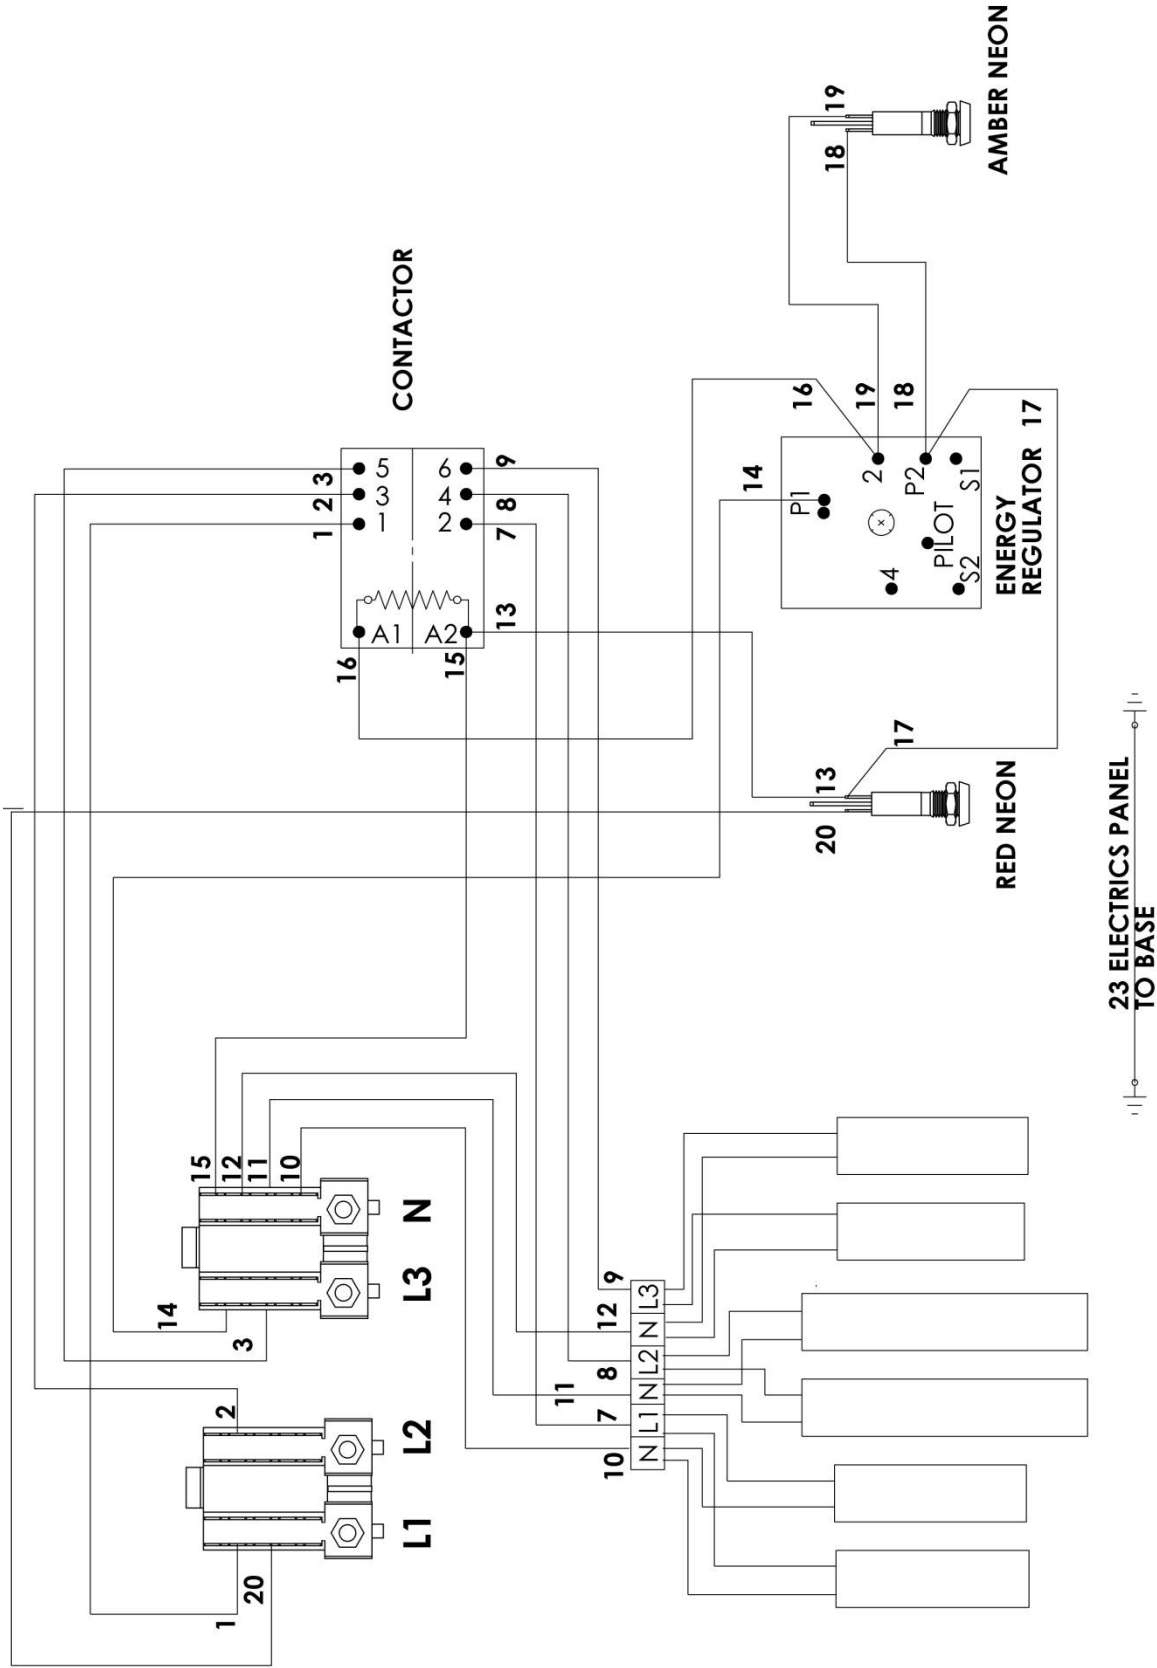 14
15
1 2
12
3
20 11
10
1 2 3
16
A1 1 3 5
CONTACTOR
L1 L2 L3 N
A2 2 4 6
15
13 7 8 9
11
10 7 8 12 9
N L1 N L2 N L3
14
P1 16
20 13
18 19
19
2
4
17 18
P2
PILOT
S2 S1
AMBER NEON
RED NEON
ENERGY
REGULATOR 17
23 ELECTRICS PANEL
TO BASE